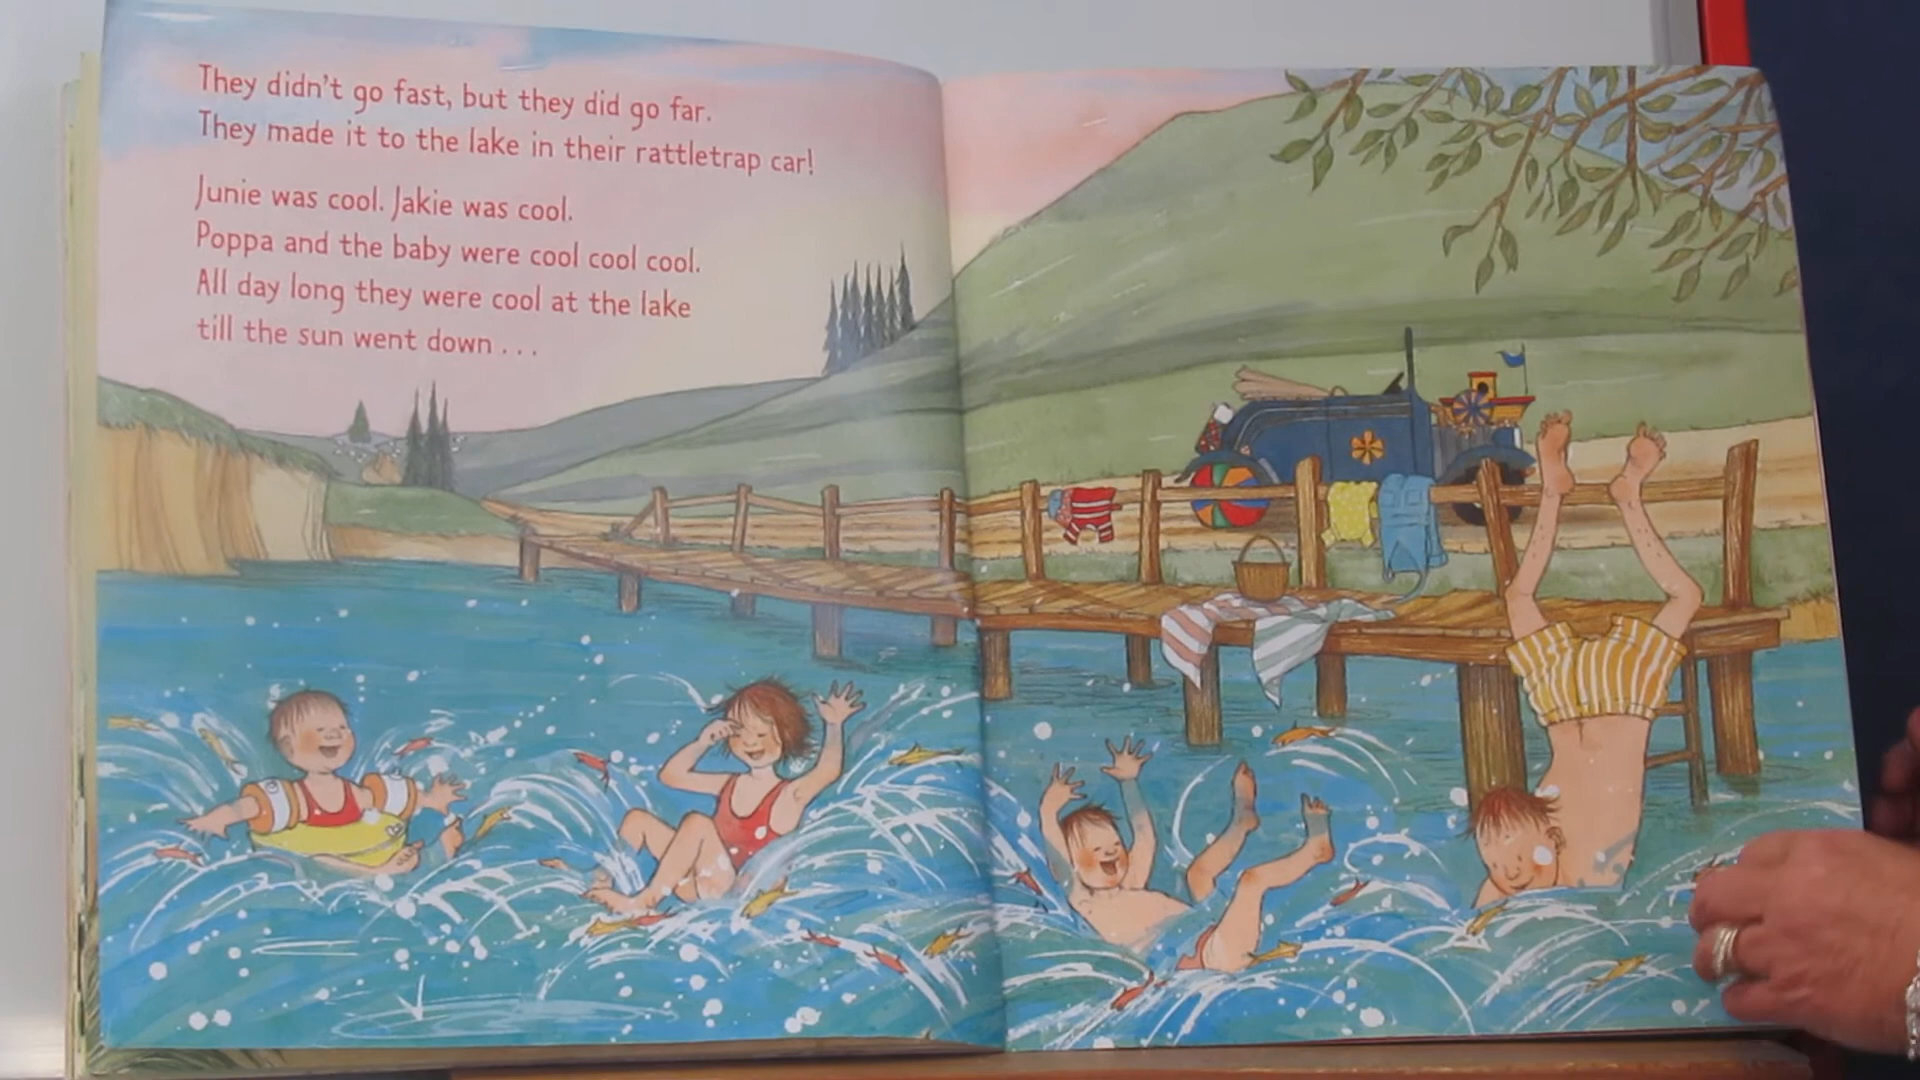 They didn't go fast, but they did go far.
They made it to the lake in their rattletrap car!
Junie was cool. Jakie was cool.
Poppa and the baby were cool cool cool.
All day long they were cool at the lake
till the sun went down . . .